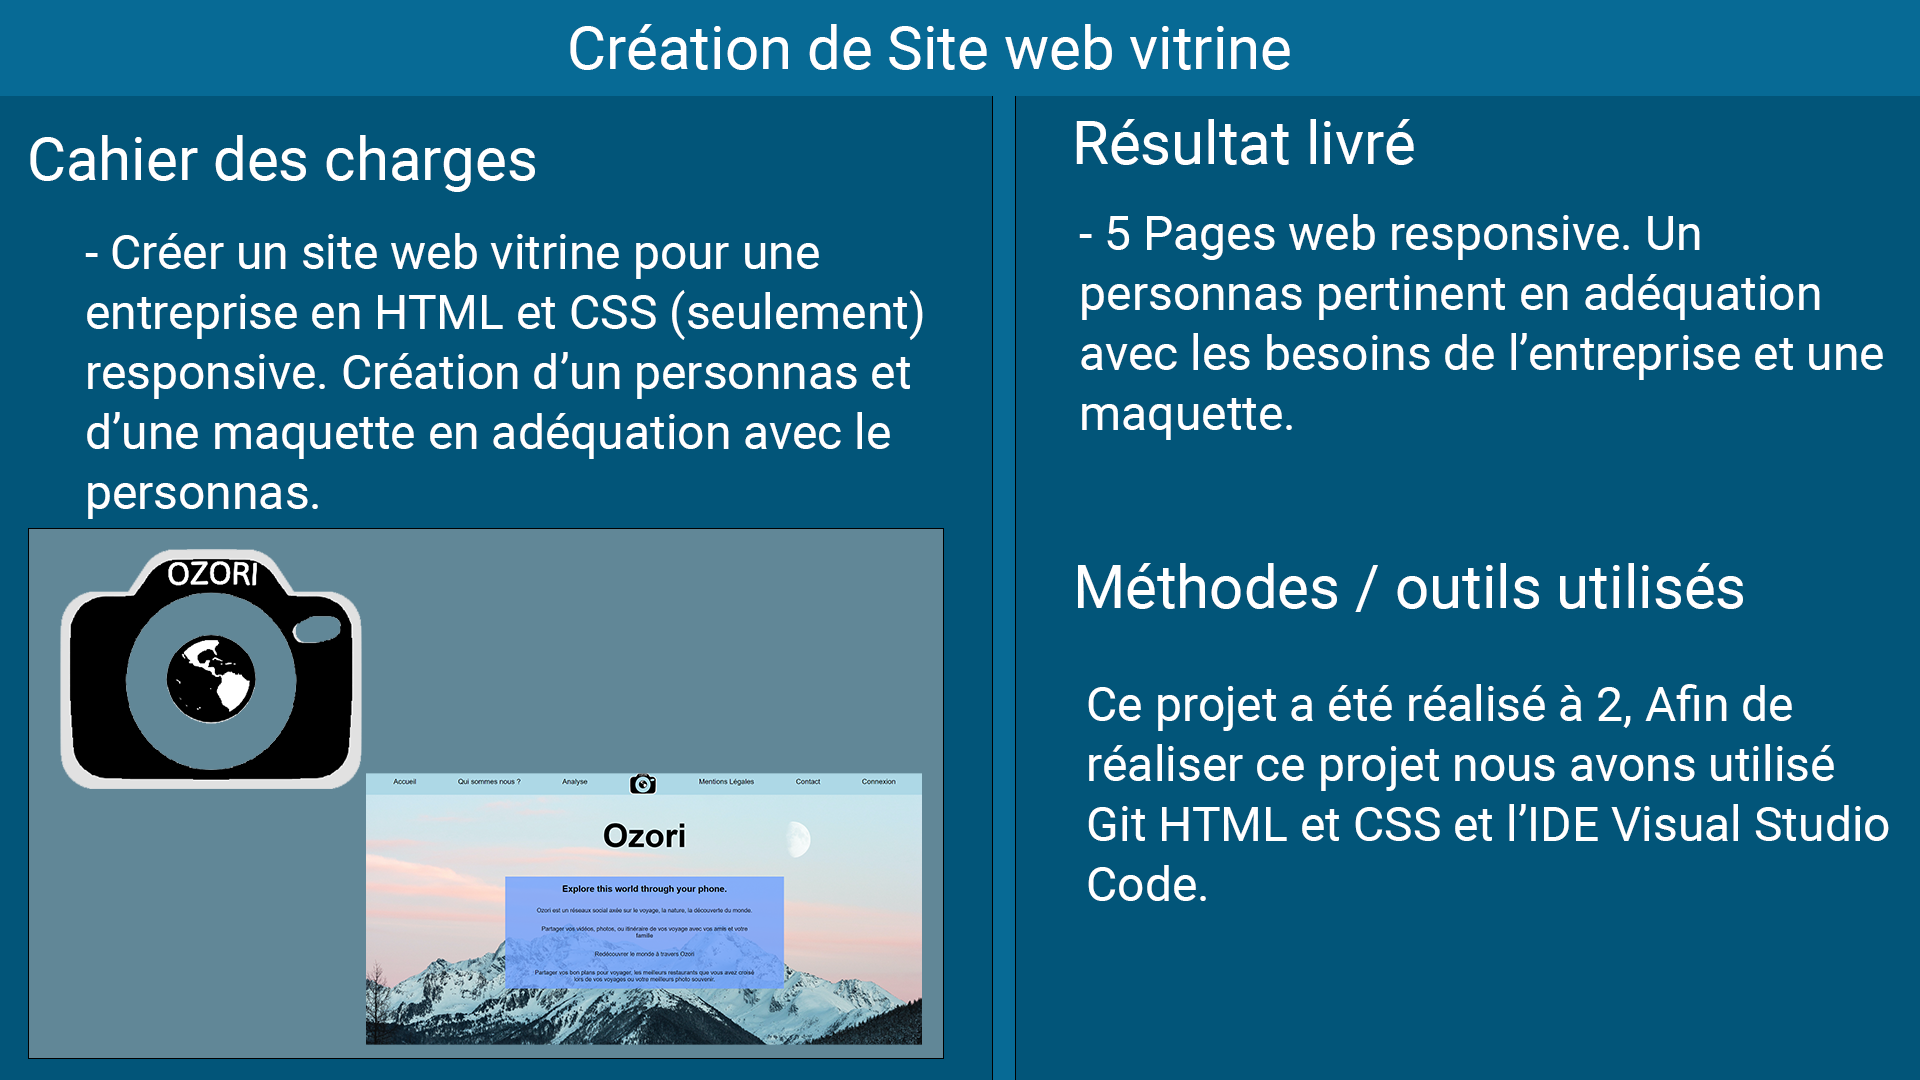 Création de Site web vitrine
Cahier des charges
- Créer un site web vitrine pour une
entreprise en HTML et CSS (seulement)
responsive. Création d’un personnas et
d’une maquette en adéquation avec le
personnas.
OZORI
Accueil
Qui sommes nous ?
Analyse
Mentions Légales
Contact
Connexion
Ozori
Explore this world through your phone.
Ozori est un réseaux social axée sur le voyage, la nature, la découverte du monde.
Partager vos vidéos, photos, ou itinéraire de vos voyage avec vos amis et votre
famille
Redécouvrer le monde à travers Ozori
Partager vos bon plans pour voyager, les meilleurs restaurants que vous avez croisé
lors de vos voyages ou votre meilleurs photo souvenir.
Résultat livré
- 5 Pages web responsive. Un
personnas pertinent en adéquation
avec les besoins de l’entreprise et une
maquette.
Méthodes / outils utilisés
Ce projet a été réalisé à 2, Afin de
réaliser ce projet nous avons utilisé
Git HTML et CSS et l’IDE Visual Studio
Code.